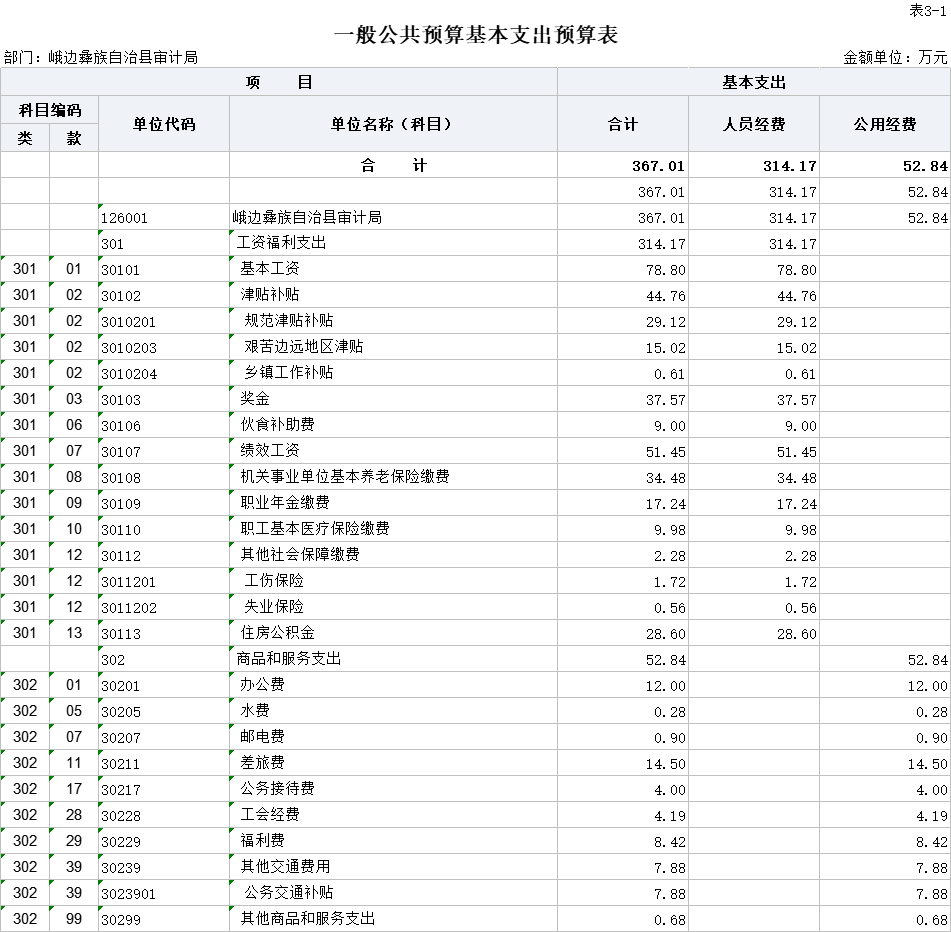 表3-1
一般公共预算基本支出预算表
部门：峨边彝族自治县审计局 金额单位：万元
项 目 基本支出
科目编码 单位代码 单位名称（科目） 合计 人员经费 公用经费
类 款
合 计 367.01 314.17 52.84
367.01 314.17 52.84
126001 峨边彝族自治县审计局 367.01 314.17 52.84
301 工资福利支出 314.17 314.17
301 01 30101 基本工资 78.80 78.80
301 02 30102 津贴补贴 44.76 44.76
301 02 3010201 规范津贴补贴 29.12 29.12
301 02 3010203 艰苦边远地区津贴 15.02 15.02
301 02 3010204 乡镇工作补贴 0.61 0.61
301 03 30103 奖金 37.57 37.57
301 06 30106 伙食补助费 9.00 9.00
301 07 30107 绩效工资 51.45 51.45
301 08 30108 机关事业单位基本养老保险缴费 34.48 34.48
301 09 30109 职业年金缴费 17.24 17.24
301 10 30110 职工基本医疗保险缴费 9.98 9.98
301 12 30112 其他社会保障缴费 2.28 2.28
301 12 3011201 工伤保险 1.72 1.72
301 12 3011202 失业保险 0.56 0.56
301 13 30113 住房公积金 28.60 28.60
302 商品和服务支出 52.84 52.84
302 01 30201 办公费 12.00 12.00
302 05 30205 水费 0.28 0.28
302 07 30207 邮电费 0.90 0.90
302 11 30211 差旅费 14.50 14.50
302 17 30217 公务接待费 4.00 4.00
302 28 30228 工会经费 4.19 4.19
302 29 30229 福利费 8.42 8.42
302 39 30239 其他交通费用 7.88 7.88
302 39 3023901 公务交通补贴 7.88 7.88
302 99 30299 其他商品和服务支出 0.68 0.68